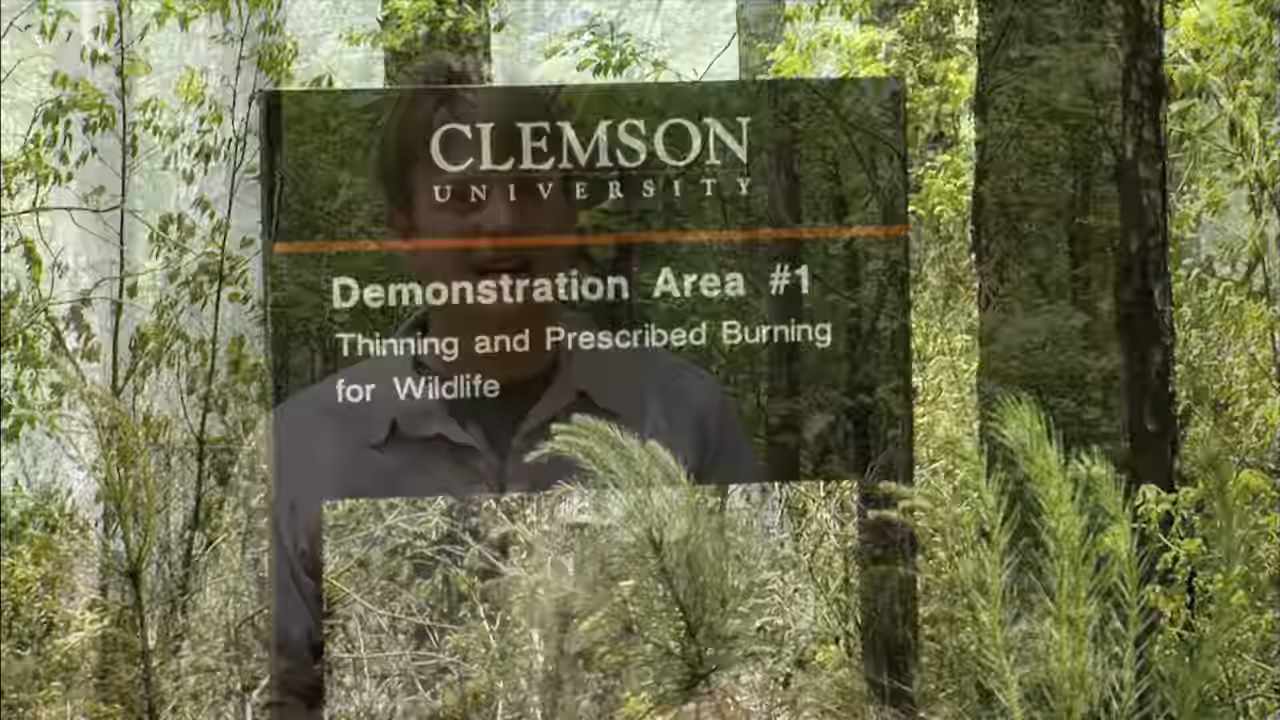 CLEMSON
UNIVERSITY
Demonstration Area #1
Thinning and Prescribed Burning
for Wildlife